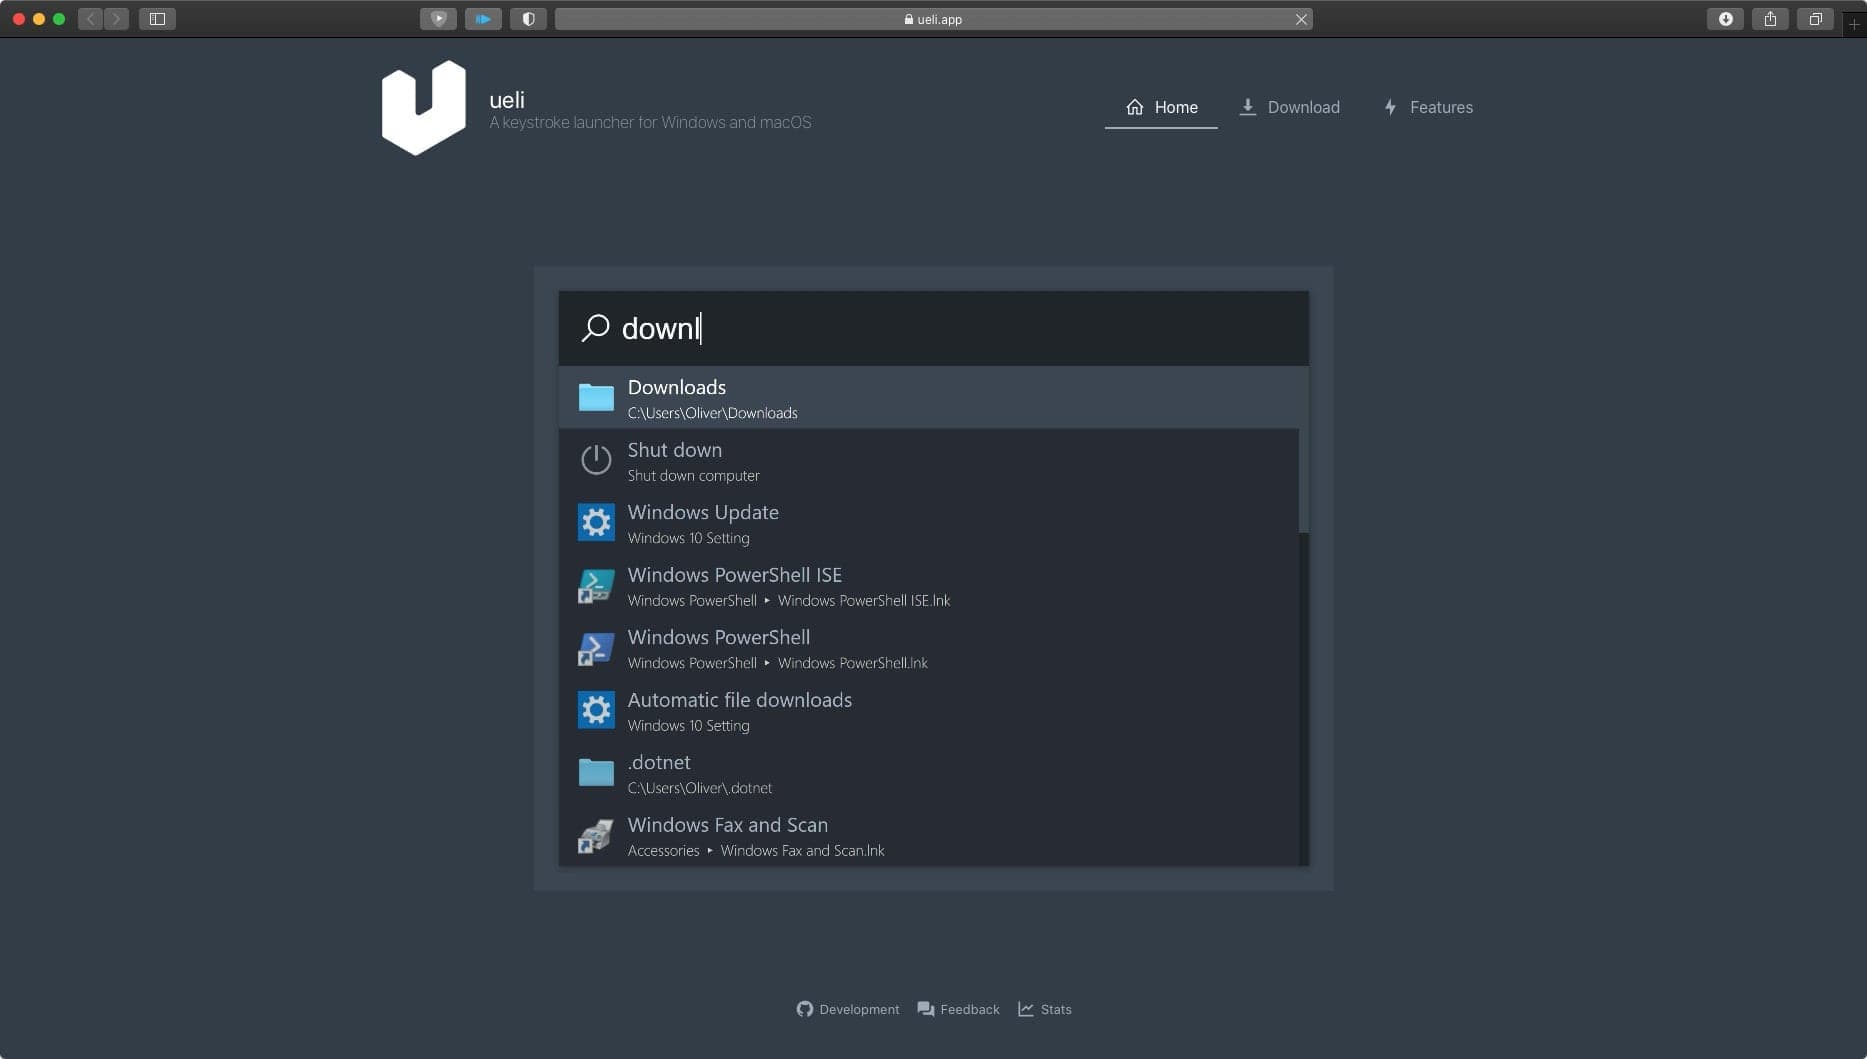 ueli.app
ueli
A keystroke launcher for Windows and macOS
Home
Download
Features
downl
Downloads
C:\Users\Oliver\Downloads
Shut down
Shut down computer
Windows Update
Windows 10 Setting
Windows PowerShell ISE
Windows PowerShell ‣ Windows PowerShell ISE.lnk
Windows PowerShell
Windows PowerShell ‣ Windows PowerShell.lnk
Automatic file downloads
Windows 10 Setting
.dotnet
C:\Users\Oliver\.dotnet
Windows Fax and Scan
Accessories ‣ Windows Fax and Scan.lnk
Development
Feedback
Stats